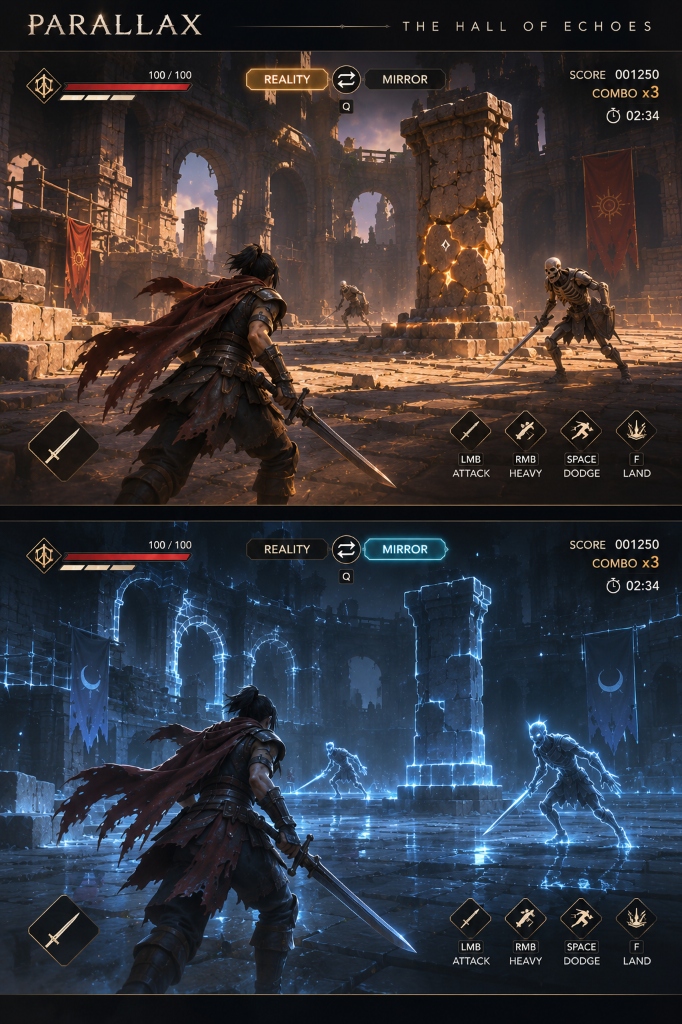 PARALLAX
THE HALL OF ECHOES
100 / 100
REALITY
MIRROR
Q
SCORE 001250
COMBO x3
02:34
LMB
ATTACK
RMB
HEAVY
SPACE
DODGE
F
LAND
100 / 100
REALITY
MIRROR
Q
SCORE 001250
COMBO x3
02:34
LMB
ATTACK
RMB
HEAVY
SPACE
DODGE
F
LAND